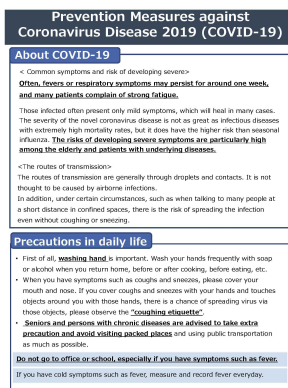 Prevention Measures against
Coronavirus Disease 2019 (COVID-19)
About COVID-19
< Common symptoms and risk of developing severe>
Often, fevers or respiratory symptoms may persist for around one week,
and many patients complain of strong fatigue.
Those infected often present only mild symptoms, which will heal in many cases.
The severity of the novel coronavirus disease is not as great as infectious diseases
with extremely high mortality rates, but it does have the higher risk than seasonal
influenza. The risks of developing severe symptoms are particularly high
among the elderly and patients with underlying diseases.
<The routes of transmission>
The routes of transmission are generally through droplets and contacts. It is not
thought to be caused by airborne infections.
In addition, under certain circumstances, such as when talking to many people at
a short distance in confined spaces, there is the risk of spreading the infection
even without coughing or sneezing.
Precautions in daily life
• First of all, washing hand is important. Wash your hands frequently with soap
or alcohol when you return home, before or after cooking, before eating, etc.
• When you have symptoms such as coughs and sneezes, please cover your
mouth and nose. If you cover coughs and sneezes with your hands and touches
objects around you with those hands, there is a chance of spreading virus via
those objects, please observe the "coughing etiquette".
• Seniors and persons with chronic diseases are advised to take extra
precaution and avoid visiting packed places and using public transportation
as much as possible.
Do not go to office or school, especially if you have symptoms such as fever.
If you have cold symptoms such as fever, measure and record fever everyday.